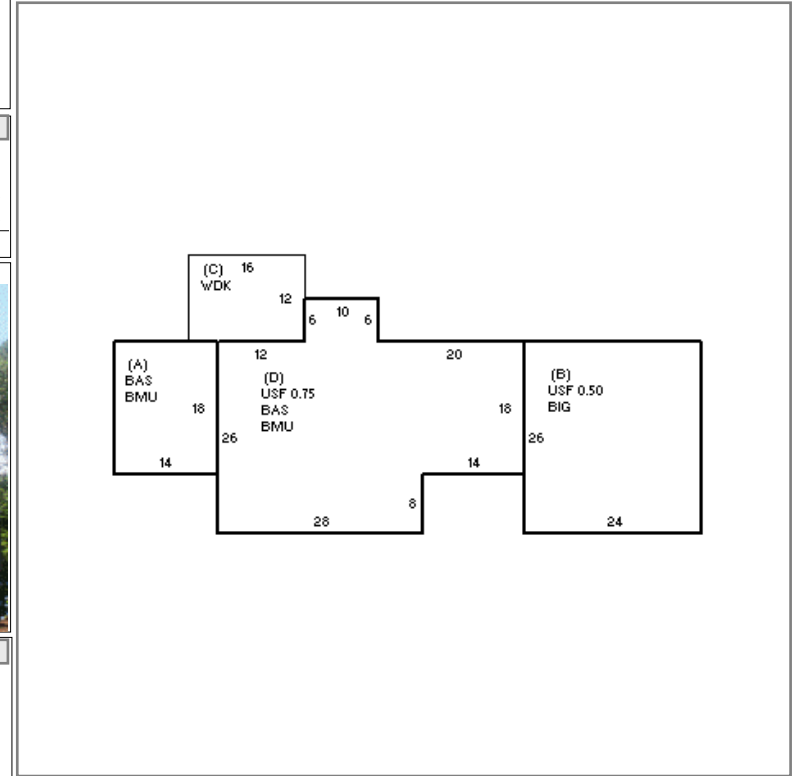 (C) 16
WDK
12
10
6 6
12 20
(A)
BAS
BMU
18
14
(D)
USF 0.75
BAS
BMU
26
18
14
8
28
(B)
USF 0.50
BIG
26
24